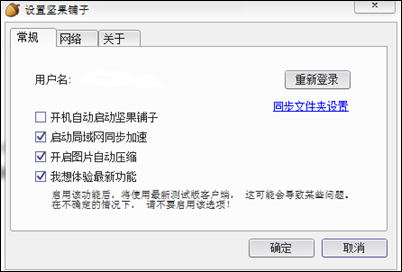 设置坚果铺子
常规 网络 关于
用户名: 重新登录
同步文件夹设置
开机自动启动坚果铺子
启动局域网同步加速
开启图片自动压缩
我想体验最新功能
启用该功能后，将使用最新测试版客户端， 这可能会导致某些问题。
在不确定的情况下， 请不要启用该选项!
确定 取消